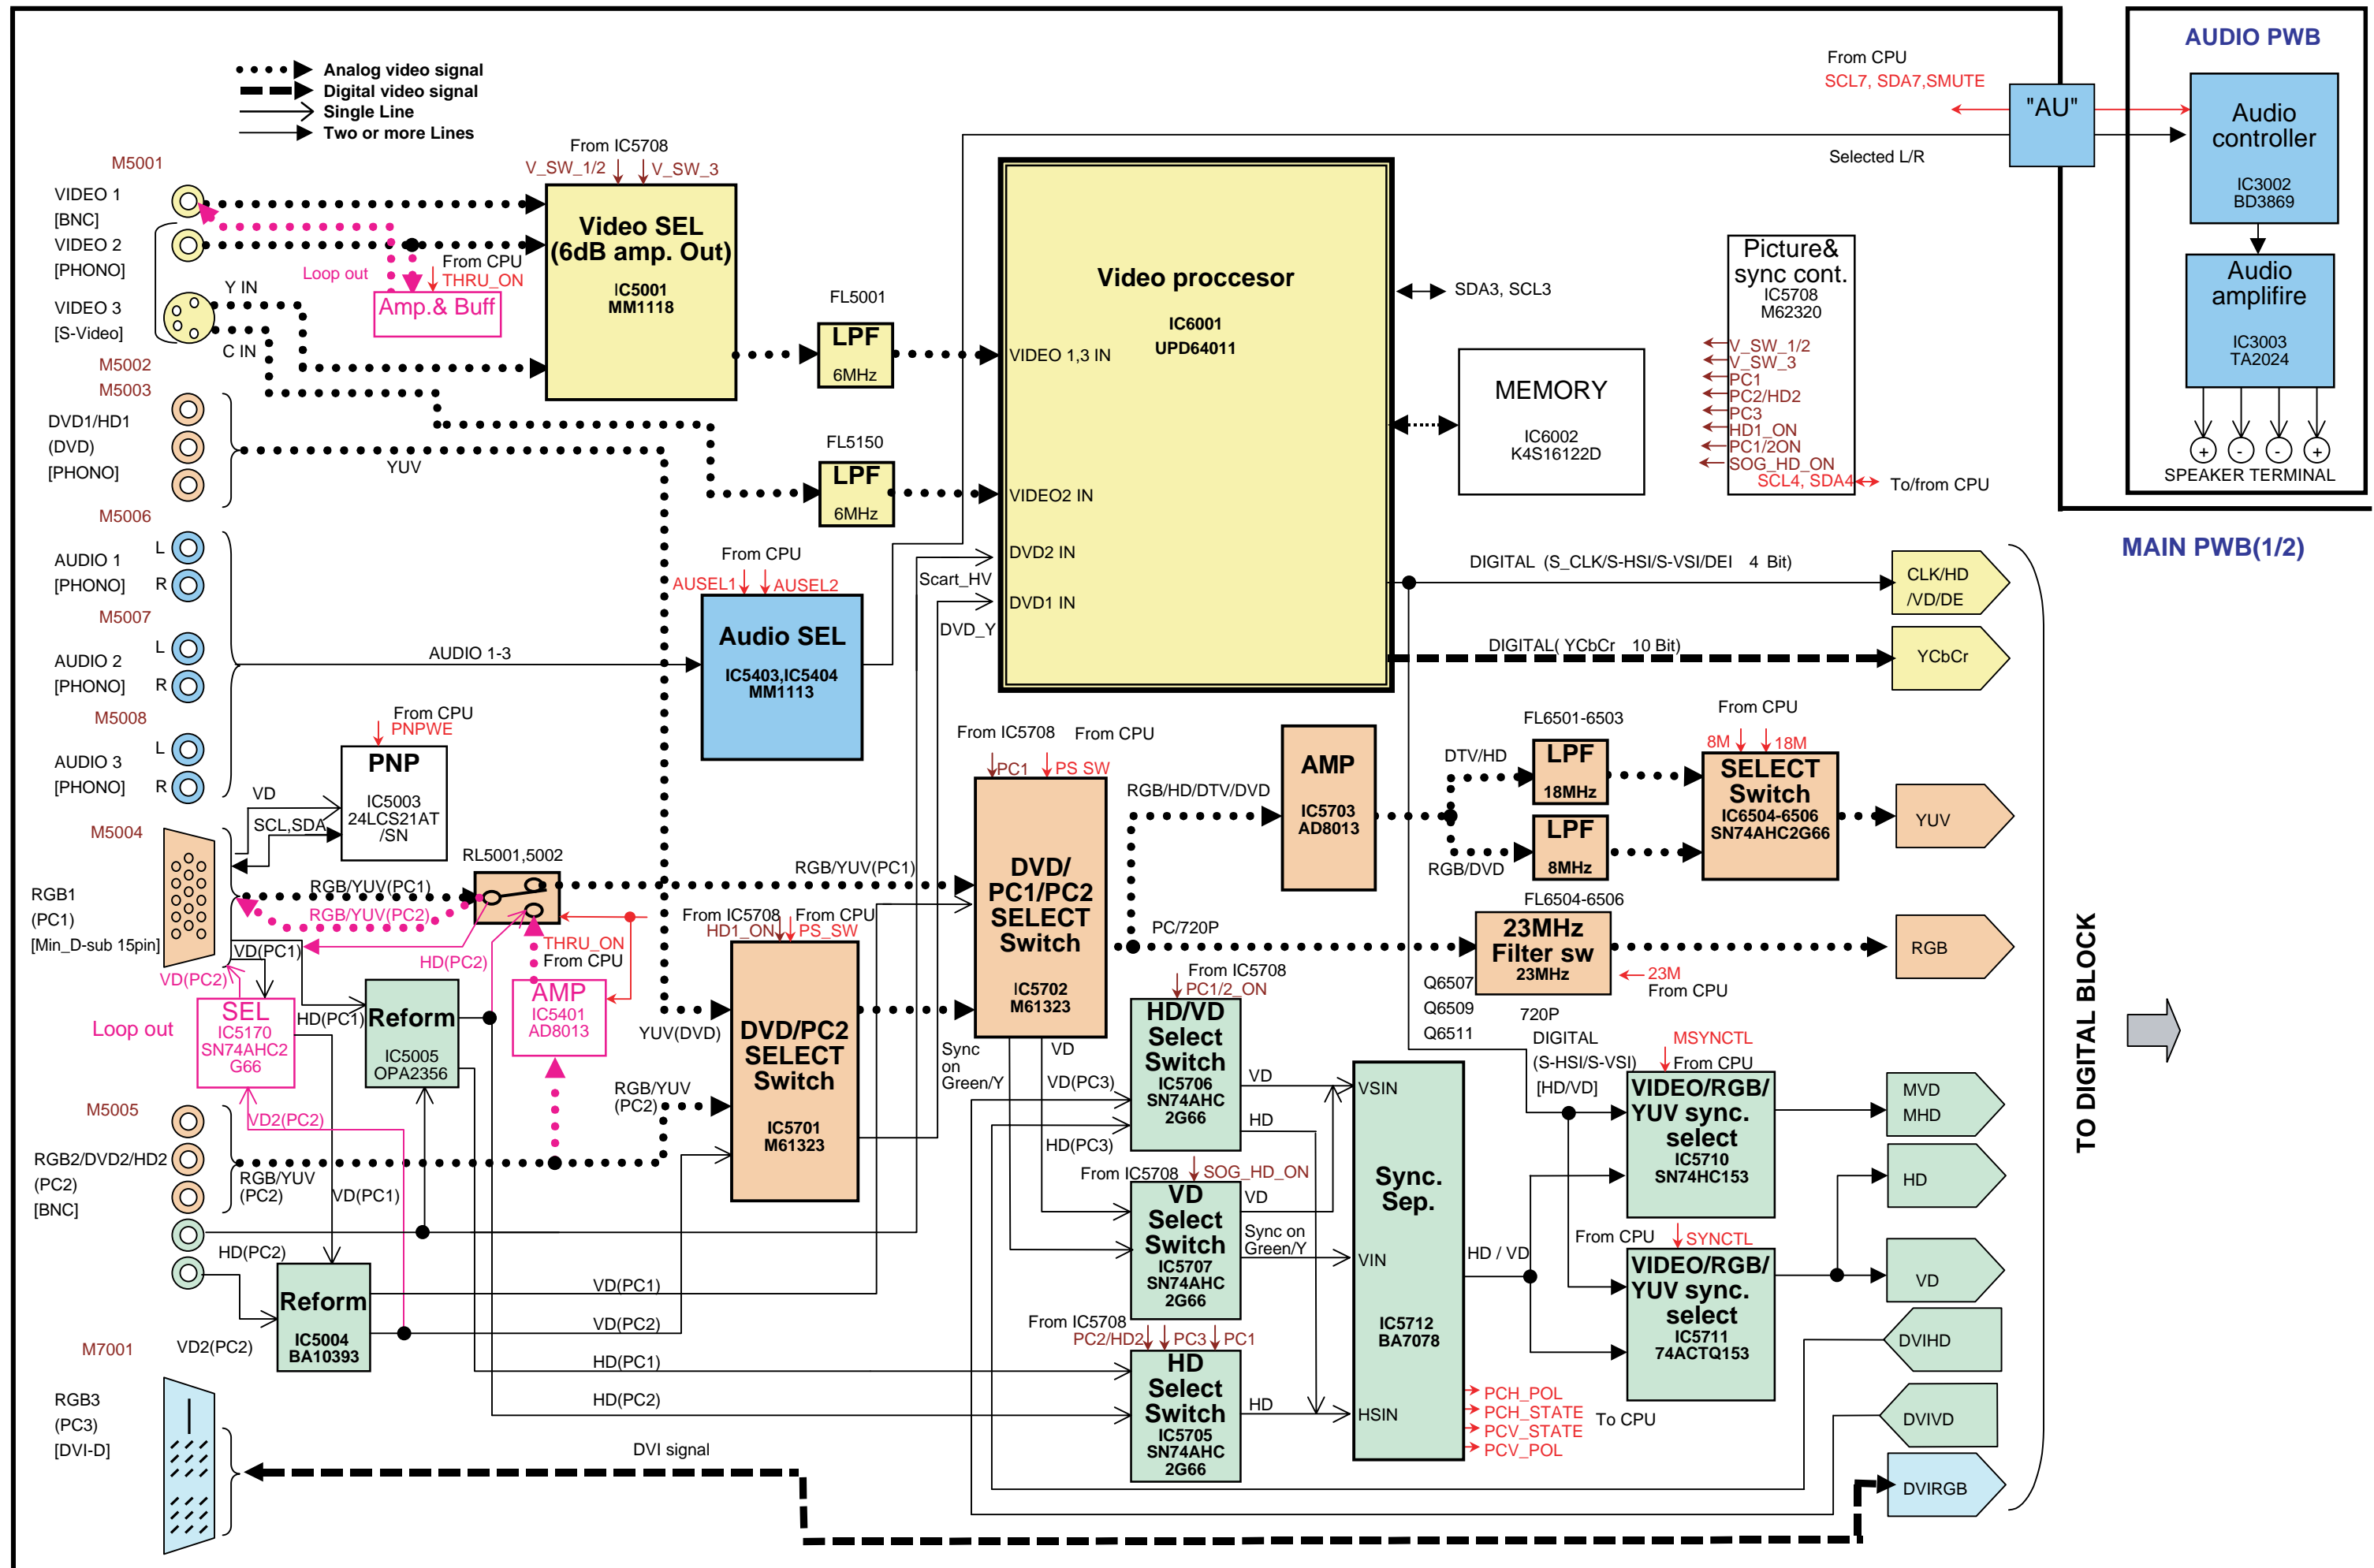 Analog video signal
Digital video signal
Single Line
Two or more Lines
M5001
VIDEO 1
[BNC]
VIDEO 2
[PHONO]
VIDEO 3
[S-Video]
Y IN
C IN
Loop out
From CPU
THRU_ON
Amp.& Buff
From IC5708
V_SW_1/2
V_SW_3
Video SEL
(6dB amp. Out)
IC5001
MM1118
FL5001
LPF
6MHz
FL5150
LPF
6MHz
Video proccesor
IC6001
UPD64011
VIDEO 1,3 IN
VIDEO2 IN
DVD2 IN
DVD1 IN
Scart_HV
DVD_Y
SDA3, SCL3
MEMORY
IC6002
K4S16122D
Picture&
sync cont.
IC5708
M62320
V_SW_1/2
V_SW_3
PC1
PC2/HD2
PC3
HD1_ON
PC1/2ON
SOG_HD_ON
SCL4, SDA4
To/from CPU
From CPU
SCL7, SDA7,SMUTE
"AU"
Selected L/R
AUDIO PWB
Audio
controller
IC3002
BD3869
Audio
amplifire
IC3003
TA2024
+
-
-
+
SPEAKER TERMINAL
MAIN PWB(1/2)
M5002
M5003
DVD1/HD1
(DVD)
[PHONO]
YUV
M5006
AUDIO 1
[PHONO]
L
R
M5007
AUDIO 2
[PHONO]
L
R
M5008
AUDIO 3
[PHONO]
L
R
AUDIO 1-3
From CPU
AUSEL1
AUSEL2
Audio SEL
IC5403,IC5404
MM1113
DIGITAL (S_CLK/S-HSI/S-VSI/DEI 4 Bit)
CLK/HD
/VD/DE
DIGITAL( YCbCr 10 Bit)
YCbCr
From CPU
PNPWE
PNP
IC5003
24LCS21AT
/SN
VD
SCL,SDA
M5004
RGB1
(PC1)
[Min_D-sub 15pin]
RGB/YUV(PC1)
RGB/YUV(PC2)
RL5001,5002
RGB/YUV(PC1)
VD(PC1)
VD(PC2)
HD(PC2)
THRU_ON
From CPU
Loop out
SEL
IC5170
SN74AHC2
G66
HD(PC1)
Reform
IC5005
OPA2356
AMP
IC5401
AD8013
YUV(DVD)
RGB/YUV
(PC2)
From IC5708
HD1_ON
From CPU
PS_SW
DVD/PC2
SELECT
Switch
IC5701
M61323
From IC5708
From CPU
PC1
PS SW
DVD/
PC1/PC2
SELECT
Switch
IC5702
M61323
Sync
on
Green/Y
VD
RGB/HD/DTV/DVD
PC/720P
AMP
IC5703
AD8013
DTV/HD
RGB/DVD
FL6501-6503
LPF
18MHz
LPF
8MHz
From CPU
8M
18M
SELECT
Switch
IC6504-6506
SN74AHC2G66
YUV
FL6504-6506
23MHz
Filter sw
23MHz
23M
From CPU
RGB
Q6507
Q6509
Q6511
720P
DIGITAL
(S-HSI/S-VSI)
[HD/VD]
From IC5708
PC1/2_ON
HD/VD
Select
Switch
IC5706
SN74AHC
2G66
VD(PC3)
HD(PC3)
VD
HD
From IC5708
SOG_HD_ON
VD
Select
Switch
IC5707
SN74AHC
2G66
VD
Sync on
Green/Y
From IC5708
PC2/HD2
PC3
PC1
HD
Select
Switch
IC5705
SN74AHC
2G66
HD
VSIN
VIN
HSIN
Sync.
Sep.
IC5712
BA7078
HD / VD
PCH_POL
PCH_STATE
PCV_STATE
PCV_POL
To CPU
MSYNCTL
From CPU
VIDEO/RGB/
YUV sync.
select
IC5710
SN74HC153
From CPU
SYNCTL
VIDEO/RGB/
YUV sync.
select
IC5711
74ACTQ153
MVD
MHD
HD
VD
DVIHD
DVIVD
DVIRGB
TO DIGITAL BLOCK
M5005
RGB2/DVD2/HD2
(PC2)
[BNC]
VD2(PC2)
RGB/YUV
(PC2)
VD(PC1)
HD(PC2)
Reform
IC5004
BA10393
VD2(PC2)
VD(PC1)
VD(PC2)
HD(PC1)
HD(PC2)
M7001
RGB3
(PC3)
[DVI-D]
DVI signal